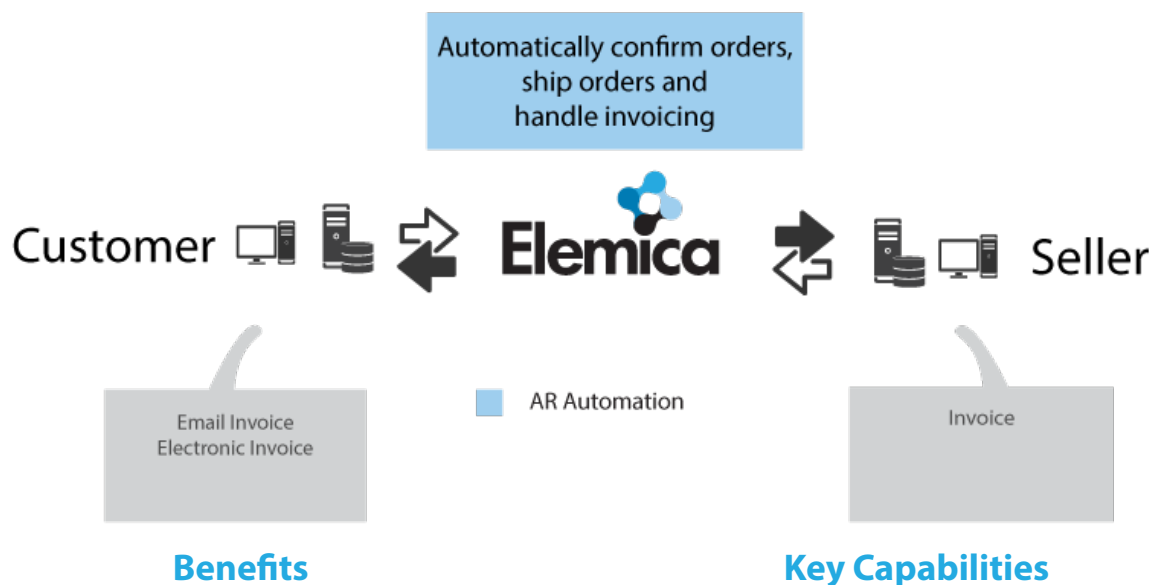 Automatically confirm orders,
ship orders and
handle invoicing
Customer
Elemica
Seller
Email Invoice
Electronic Invoice
AR Automation
Invoice
Benefits
Key Capabilities